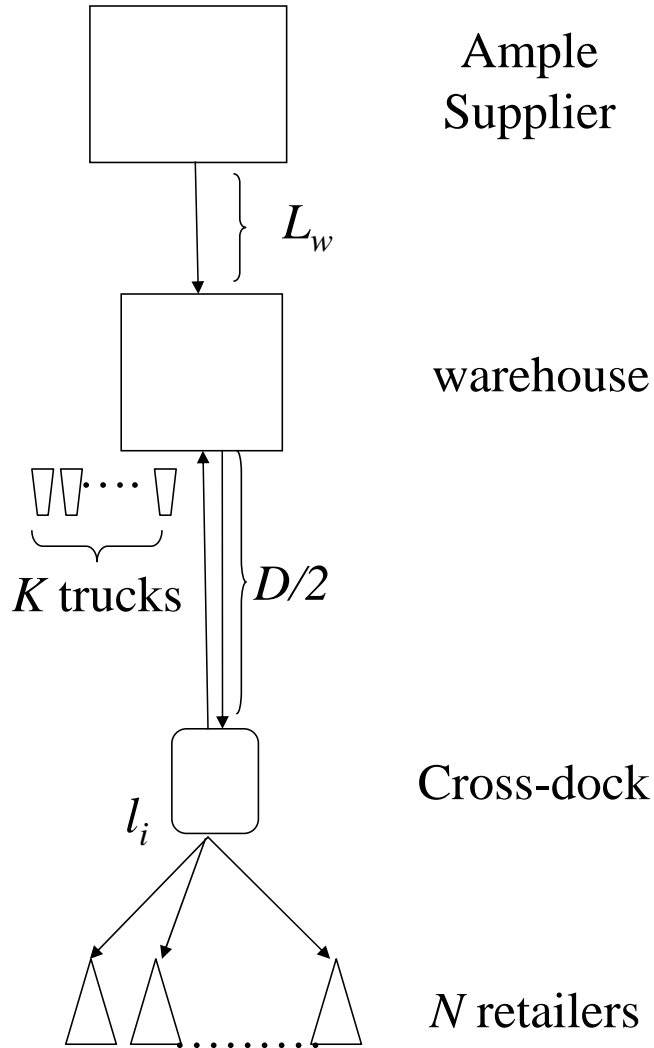 Ample
Supplier
L_w
warehouse
K trucks
D/2
Cross-dock
l_i
N retailers